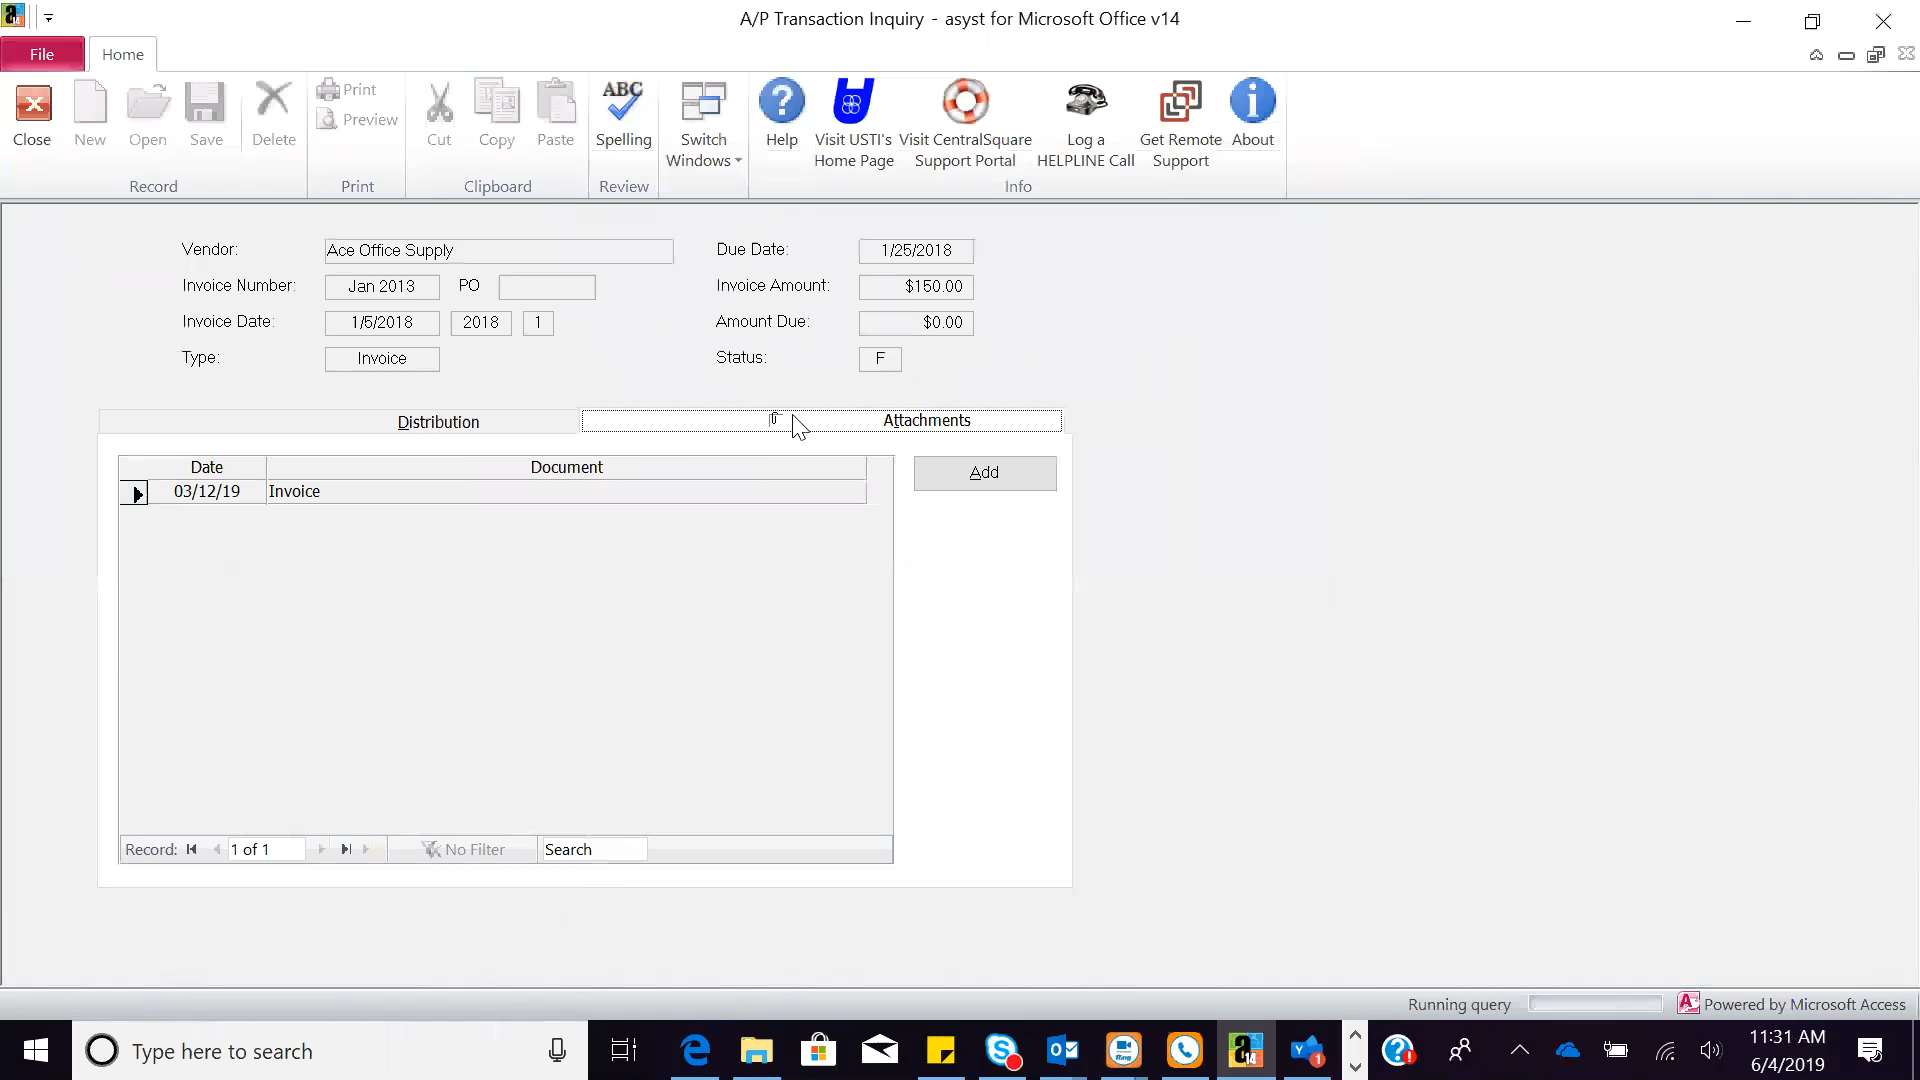 A/P Transaction Inquiry - asyst for Microsoft Office v14
File
Home
Close
New
Open
Save
Delete
Print
Preview
Cut
Copy
Paste
ABC
Spelling
Switch
Windows
Help
Visit USTI's
Home Page
Visit CentralSquare
Support Portal
Log a
HELPLINE Call
Get Remote
Support
About
Record
Print
Clipboard
Review
Info
Vendor: Ace Office Supply
Due Date: 1/25/2018
Invoice Number: Jan 2013 PO
Invoice Amount: $150.00
Invoice Date: 1/5/2018 2018 1
Amount Due: $0.00
Type: Invoice
Status: F
Distribution
Attachments
Date Document
03/12/19 Invoice
Add
Record: 1 of 1 No Filter Search
Running query
Powered by Microsoft Access
Type here to search
11:31 AM
6/4/2019